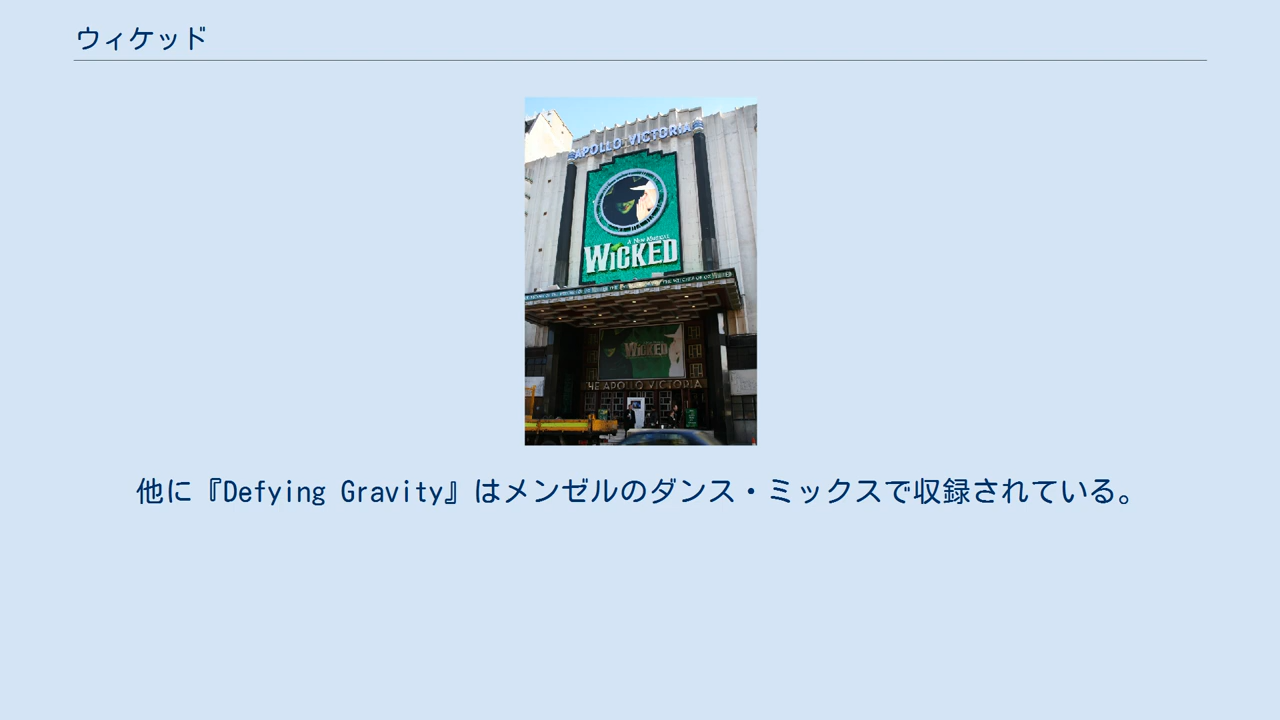 ウィケッド
APOLLO VICTORIA
A New Musical
WICKED
WICKED
THE APOLLO VICTORIA
他に『Defying Gravity』はメンゼルのダンス・ミックスで収録されている。